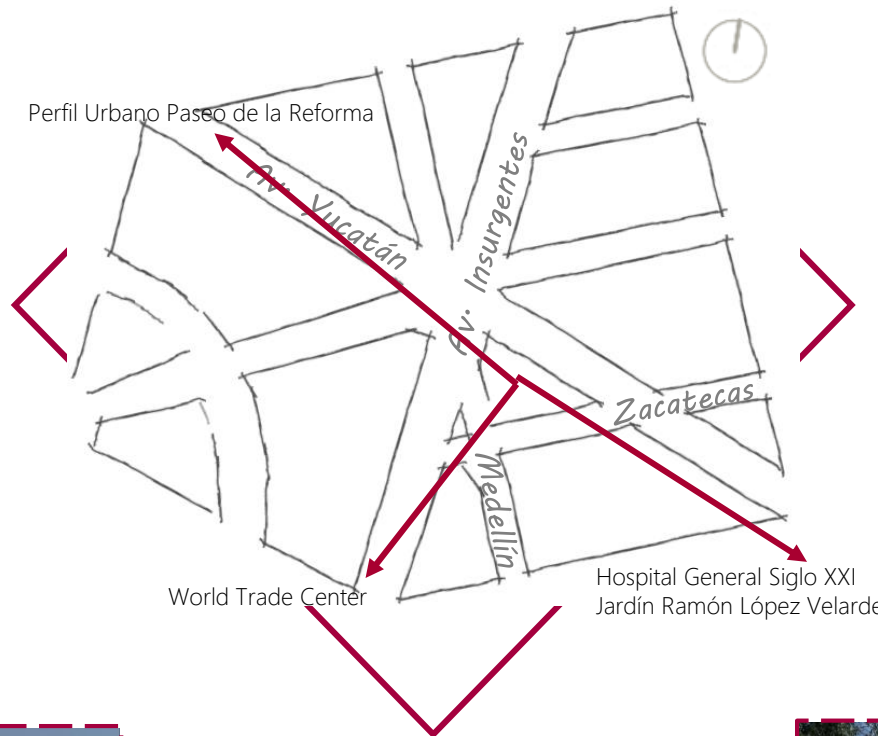 Perfil Urbano Paseo de la Reforma
Av. Yucatán
Av. Insurgentes
Zacatecas
Medellín
World Trade Center
Hospital General Siglo XXI
Jardín Ramón López Velarde